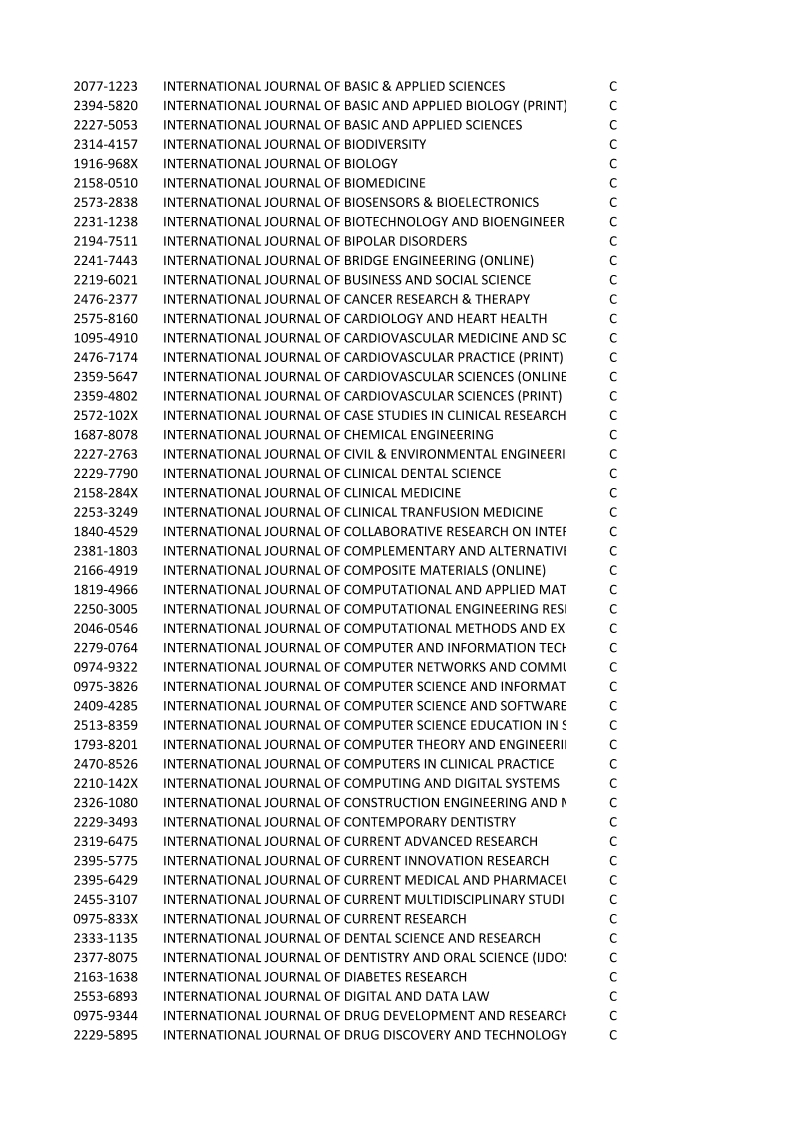 2077-1223 INTERNATIONAL JOURNAL OF BASIC & APPLIED SCIENCES C
2394-5820 INTERNATIONAL JOURNAL OF BASIC AND APPLIED BIOLOGY (PRINT) C
2227-5053 INTERNATIONAL JOURNAL OF BASIC AND APPLIED SCIENCES C
2314-4157 INTERNATIONAL JOURNAL OF BIODIVERSITY C
1916-968X INTERNATIONAL JOURNAL OF BIOLOGY C
2158-0510 INTERNATIONAL JOURNAL OF BIOMEDICINE C
2573-2838 INTERNATIONAL JOURNAL OF BIOSENSORS & BIOELECTRONICS C
2231-1238 INTERNATIONAL JOURNAL OF BIOTECHNOLOGY AND BIOENGINEER C
2194-7511 INTERNATIONAL JOURNAL OF BIPOLAR DISORDERS C
2241-7443 INTERNATIONAL JOURNAL OF BRIDGE ENGINEERING (ONLINE) C
2219-6021 INTERNATIONAL JOURNAL OF BUSINESS AND SOCIAL SCIENCE C
2476-2377 INTERNATIONAL JOURNAL OF CANCER RESEARCH & THERAPY C
2575-8160 INTERNATIONAL JOURNAL OF CARDIOLOGY AND HEART HEALTH C
1095-4910 INTERNATIONAL JOURNAL OF CARDIOVASCULAR MEDICINE AND SC C
2476-7174 INTERNATIONAL JOURNAL OF CARDIOVASCULAR PRACTICE (PRINT) C
2359-5647 INTERNATIONAL JOURNAL OF CARDIOVASCULAR SCIENCES (ONLINE C
2359-4802 INTERNATIONAL JOURNAL OF CARDIOVASCULAR SCIENCES (PRINT) C
2572-102X INTERNATIONAL JOURNAL OF CASE STUDIES IN CLINICAL RESEARCH C
1687-8078 INTERNATIONAL JOURNAL OF CHEMICAL ENGINEERING C
2227-2763 INTERNATIONAL JOURNAL OF CIVIL & ENVIRONMENTAL ENGINEERI C
2229-7790 INTERNATIONAL JOURNAL OF CLINICAL DENTAL SCIENCE C
2158-284X INTERNATIONAL JOURNAL OF CLINICAL MEDICINE C
2253-3249 INTERNATIONAL JOURNAL OF CLINICAL TRANFUSION MEDICINE C
1840-4529 INTERNATIONAL JOURNAL OF COLLABORATIVE RESEARCH ON INTER C
2381-1803 INTERNATIONAL JOURNAL OF COMPLEMENTARY AND ALTERNATIVE C
2166-4919 INTERNATIONAL JOURNAL OF COMPOSITE MATERIALS (ONLINE) C
1819-4966 INTERNATIONAL JOURNAL OF COMPUTATIONAL AND APPLIED MAT C
2250-3005 INTERNATIONAL JOURNAL OF COMPUTATIONAL ENGINEERING RESE C
2046-0546 INTERNATIONAL JOURNAL OF COMPUTATIONAL METHODS AND EX C
2279-0764 INTERNATIONAL JOURNAL OF COMPUTER AND INFORMATION TECH C
0974-9322 INTERNATIONAL JOURNAL OF COMPUTER NETWORKS AND COMMU C
0975-3826 INTERNATIONAL JOURNAL OF COMPUTER SCIENCE AND INFORMAT C
2409-4285 INTERNATIONAL JOURNAL OF COMPUTER SCIENCE AND SOFTWARE C
2513-8359 INTERNATIONAL JOURNAL OF COMPUTER SCIENCE EDUCATION IN S C
1793-8201 INTERNATIONAL JOURNAL OF COMPUTER THEORY AND ENGINEERI C
2470-8526 INTERNATIONAL JOURNAL OF COMPUTERS IN CLINICAL PRACTICE C
2210-142X INTERNATIONAL JOURNAL OF COMPUTING AND DIGITAL SYSTEMS C
2326-1080 INTERNATIONAL JOURNAL OF CONSTRUCTION ENGINEERING AND M C
2229-3493 INTERNATIONAL JOURNAL OF CONTEMPORARY DENTISTRY C
2319-6475 INTERNATIONAL JOURNAL OF CURRENT ADVANCED RESEARCH C
2395-5775 INTERNATIONAL JOURNAL OF CURRENT INNOVATION RESEARCH C
2395-6429 INTERNATIONAL JOURNAL OF CURRENT MEDICAL AND PHARMACEU C
2455-3107 INTERNATIONAL JOURNAL OF CURRENT MULTIDISCIPLINARY STUDI C
0975-833X INTERNATIONAL JOURNAL OF CURRENT RESEARCH C
2333-1135 INTERNATIONAL JOURNAL OF DENTAL SCIENCE AND RESEARCH C
2377-8075 INTERNATIONAL JOURNAL OF DENTISTRY AND ORAL SCIENCE (IJDOS C
2163-1638 INTERNATIONAL JOURNAL OF DIABETES RESEARCH C
2553-6893 INTERNATIONAL JOURNAL OF DIGITAL AND DATA LAW C
0975-9344 INTERNATIONAL JOURNAL OF DRUG DEVELOPMENT AND RESEARCH C
2229-5895 INTERNATIONAL JOURNAL OF DRUG DISCOVERY AND TECHNOLOGY C